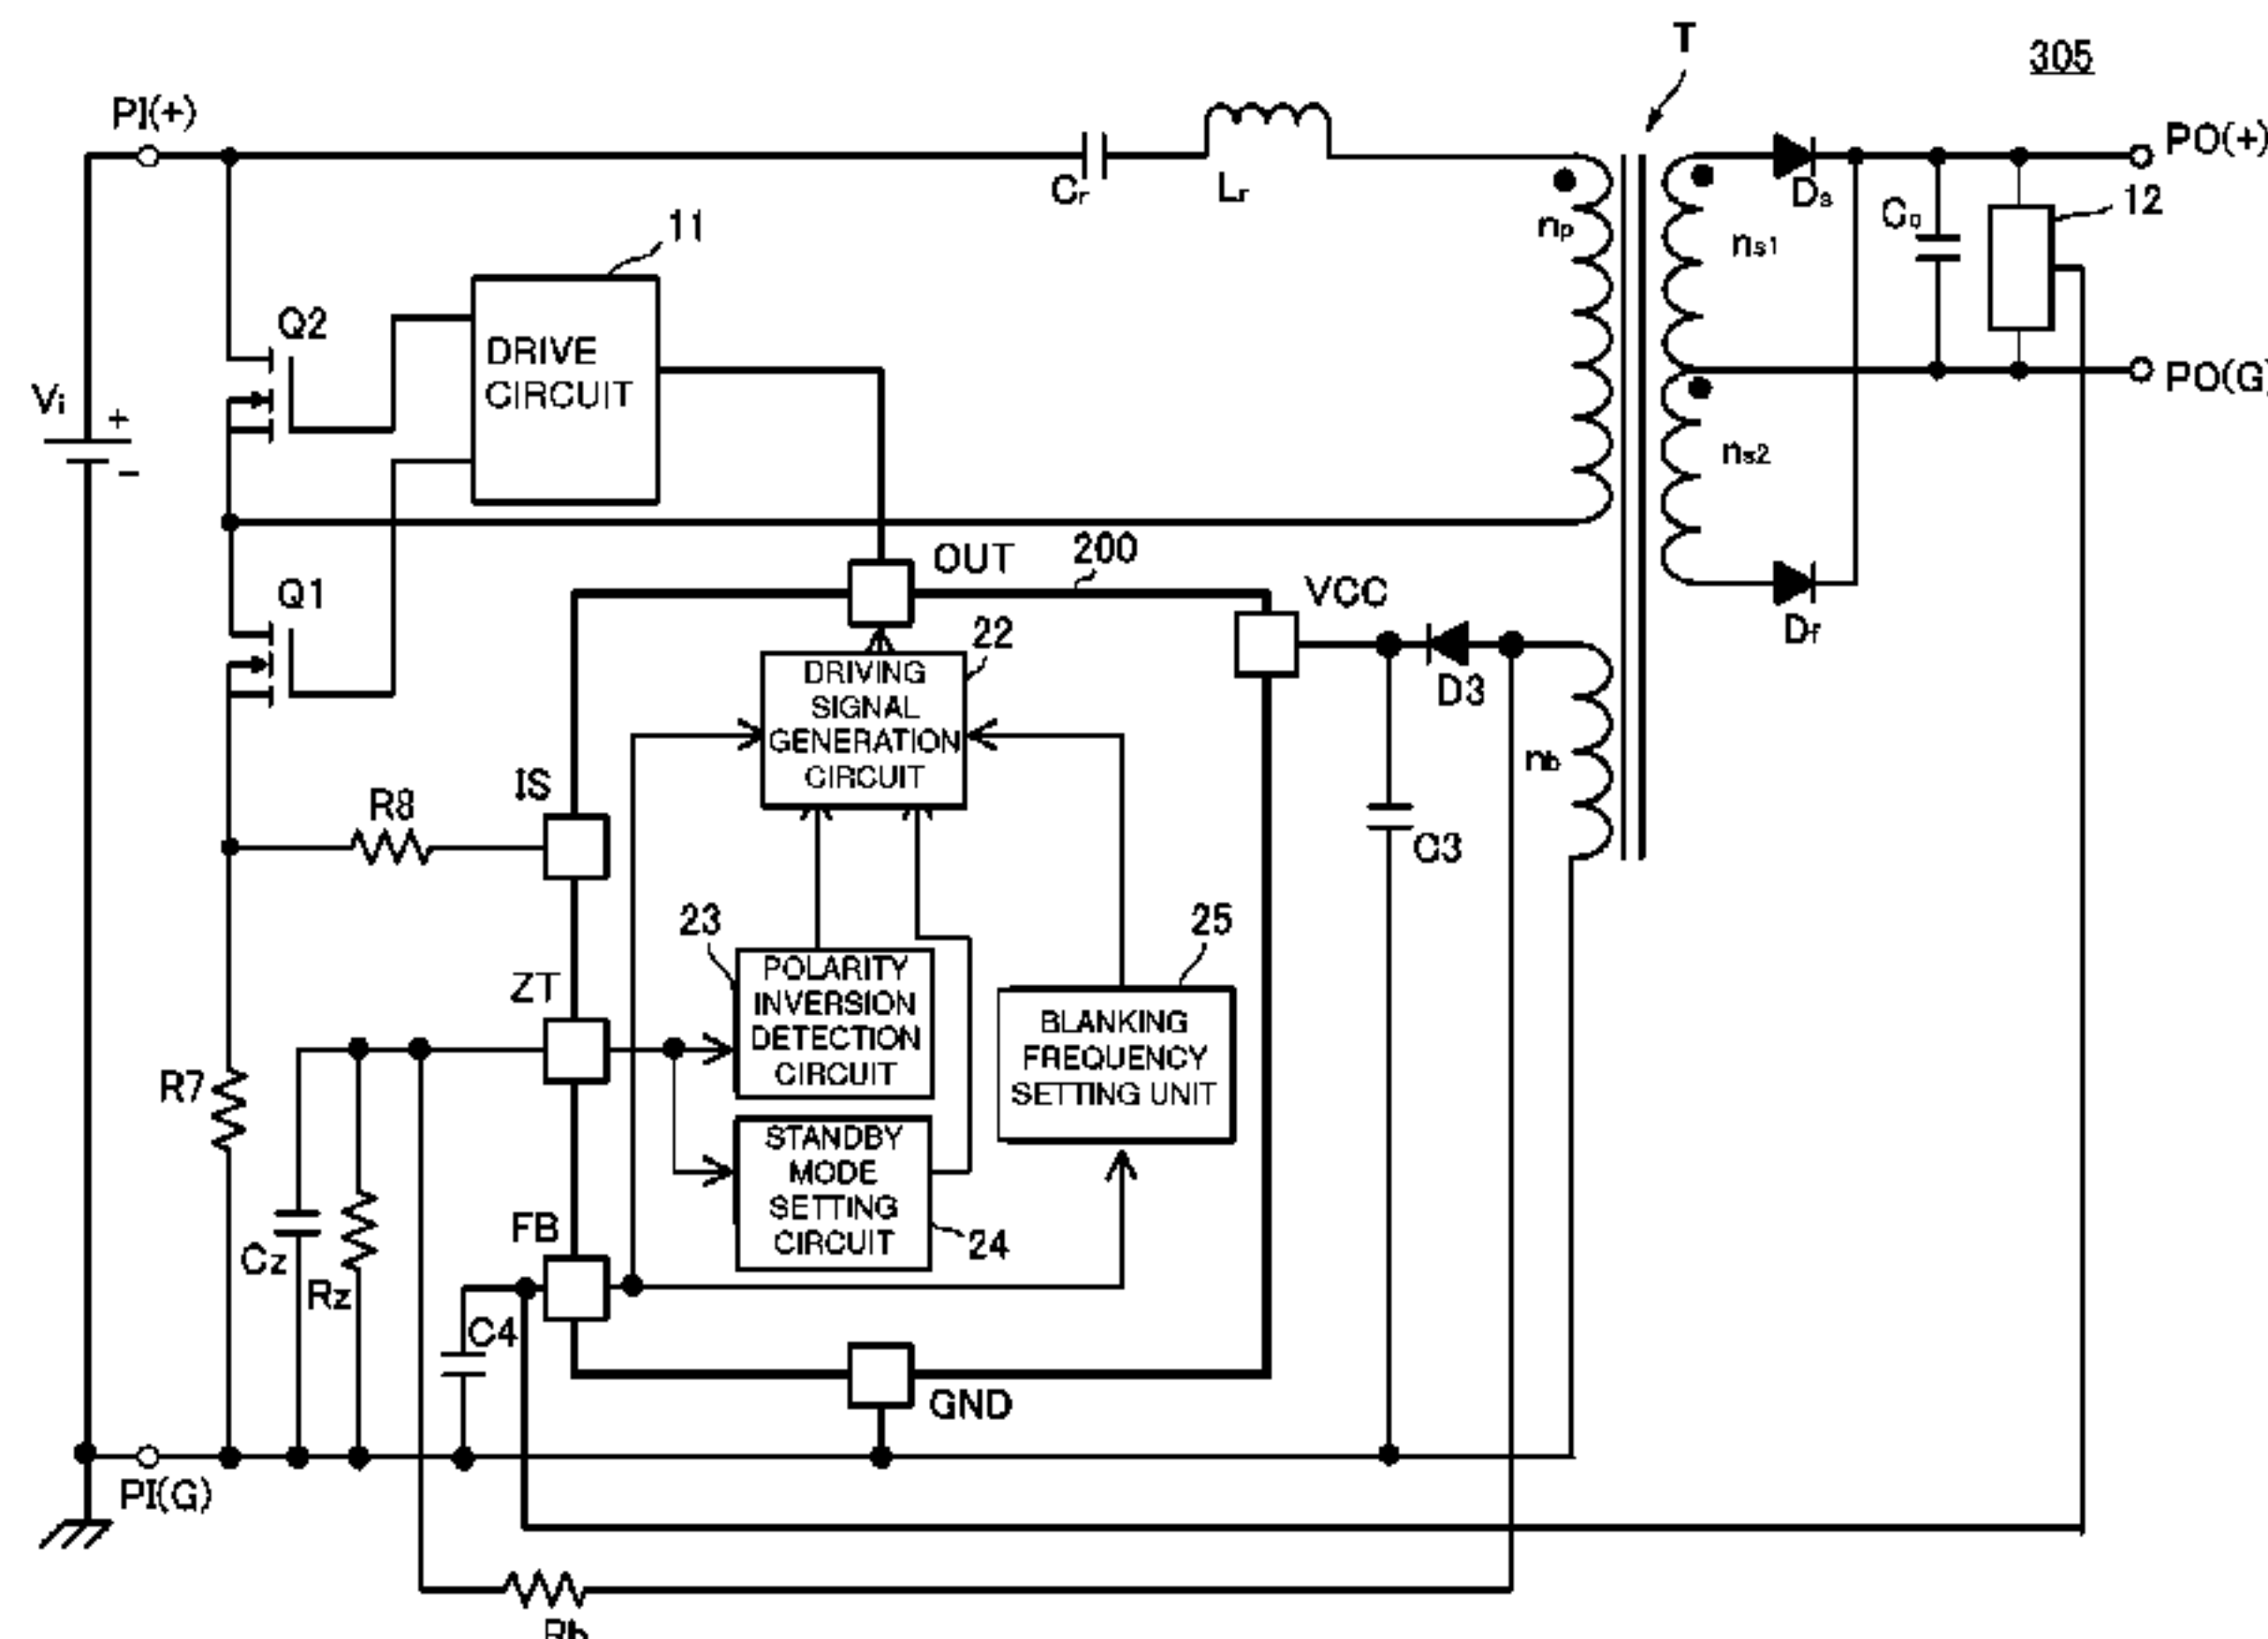 T
305
PI(+)
PO(+)
Cr
Lr
Ds
12
np
ns1
Co
11
Q2
DRIVE
CIRCUIT
Vi
+
−
PO(G)
ns2
OUT
200
VCC
Q1
Df
22
DRIVING
SIGNAL
GENERATION
CIRCUIT
D3
nb
IS
R8
C3
23
25
POLARITY
INVERSION
DETECTION
CIRCUIT
ZT
BLANKING
FREQUENCY
SETTING UNIT
R7
STANDBY
MODE
SETTING
CIRCUIT
FB
24
Cz
Rz
C4
GND
PI(G)